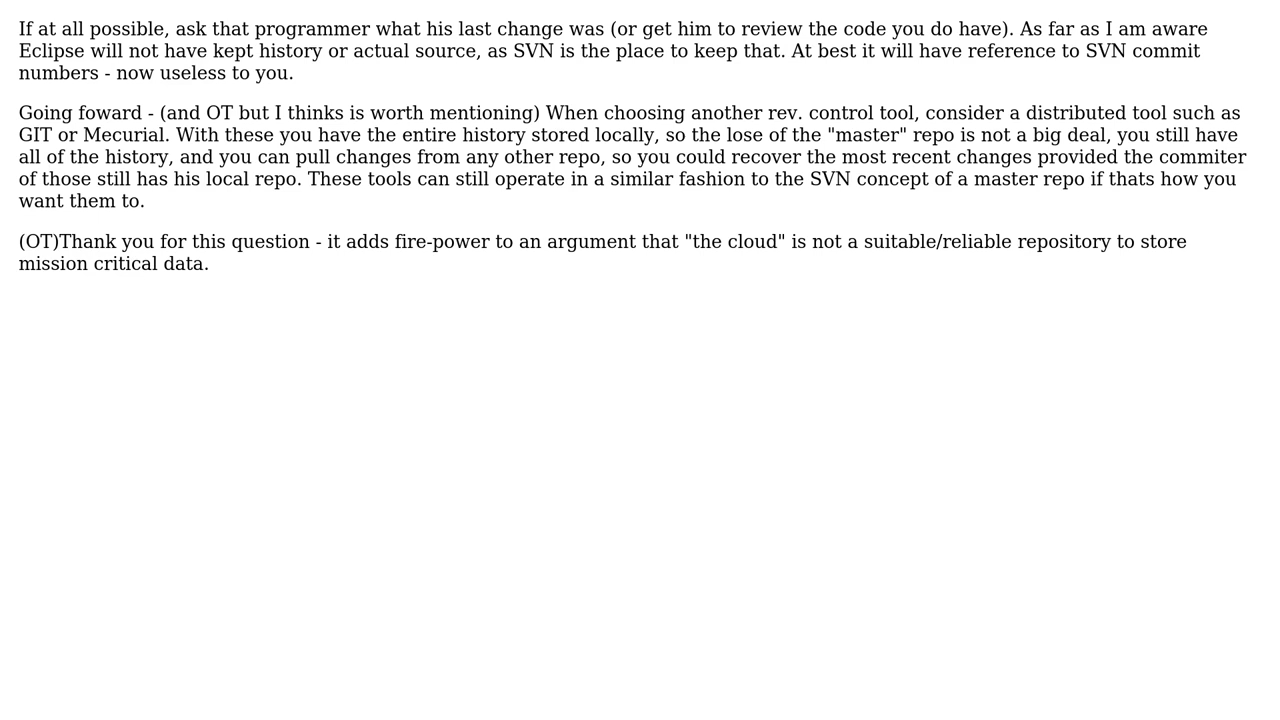 If at all possible, ask that programmer what his last change was (or get him to review the code you do have). As far as I am aware
Eclipse will not have kept history or actual source, as SVN is the place to keep that. At best it will have reference to SVN commit
numbers - now useless to you.
Going foward - (and OT but I thinks is worth mentioning) When choosing another rev. control tool, consider a distributed tool such as
GIT or Mecurial. With these you have the entire history stored locally, so the lose of the "master" repo is not a big deal, you still have
all of the history, and you can pull changes from any other repo, so you could recover the most recent changes provided the commiter
of those still has his local repo. These tools can still operate in a similar fashion to the SVN concept of a master repo if thats how you
want them to.
(OT)Thank you for this question - it adds fire-power to an argument that "the cloud" is not a suitable/reliable repository to store
mission critical data.